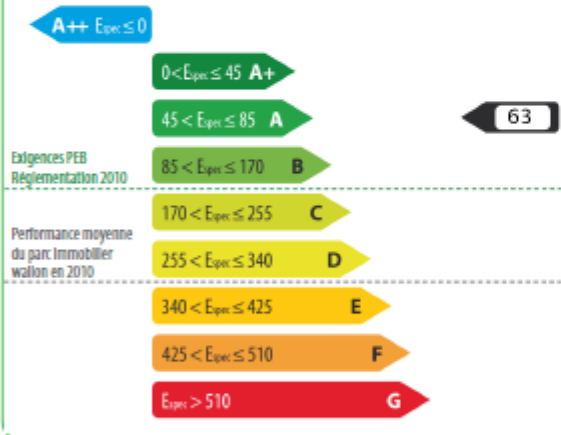 A++ Espec ≤ 0
0 < Espec ≤ 45 A+
45 < Espec ≤ 85 A
63
Exigences PEB
Réglementation 2010
85 < Espec ≤ 170 B
170 < Espec ≤ 255 C
Performance moyenne
du parc immobilier
wallon en 2010
255 < Espec ≤ 340 D
340 < Espec ≤ 425 E
425 < Espec ≤ 510 F
Espec > 510 G